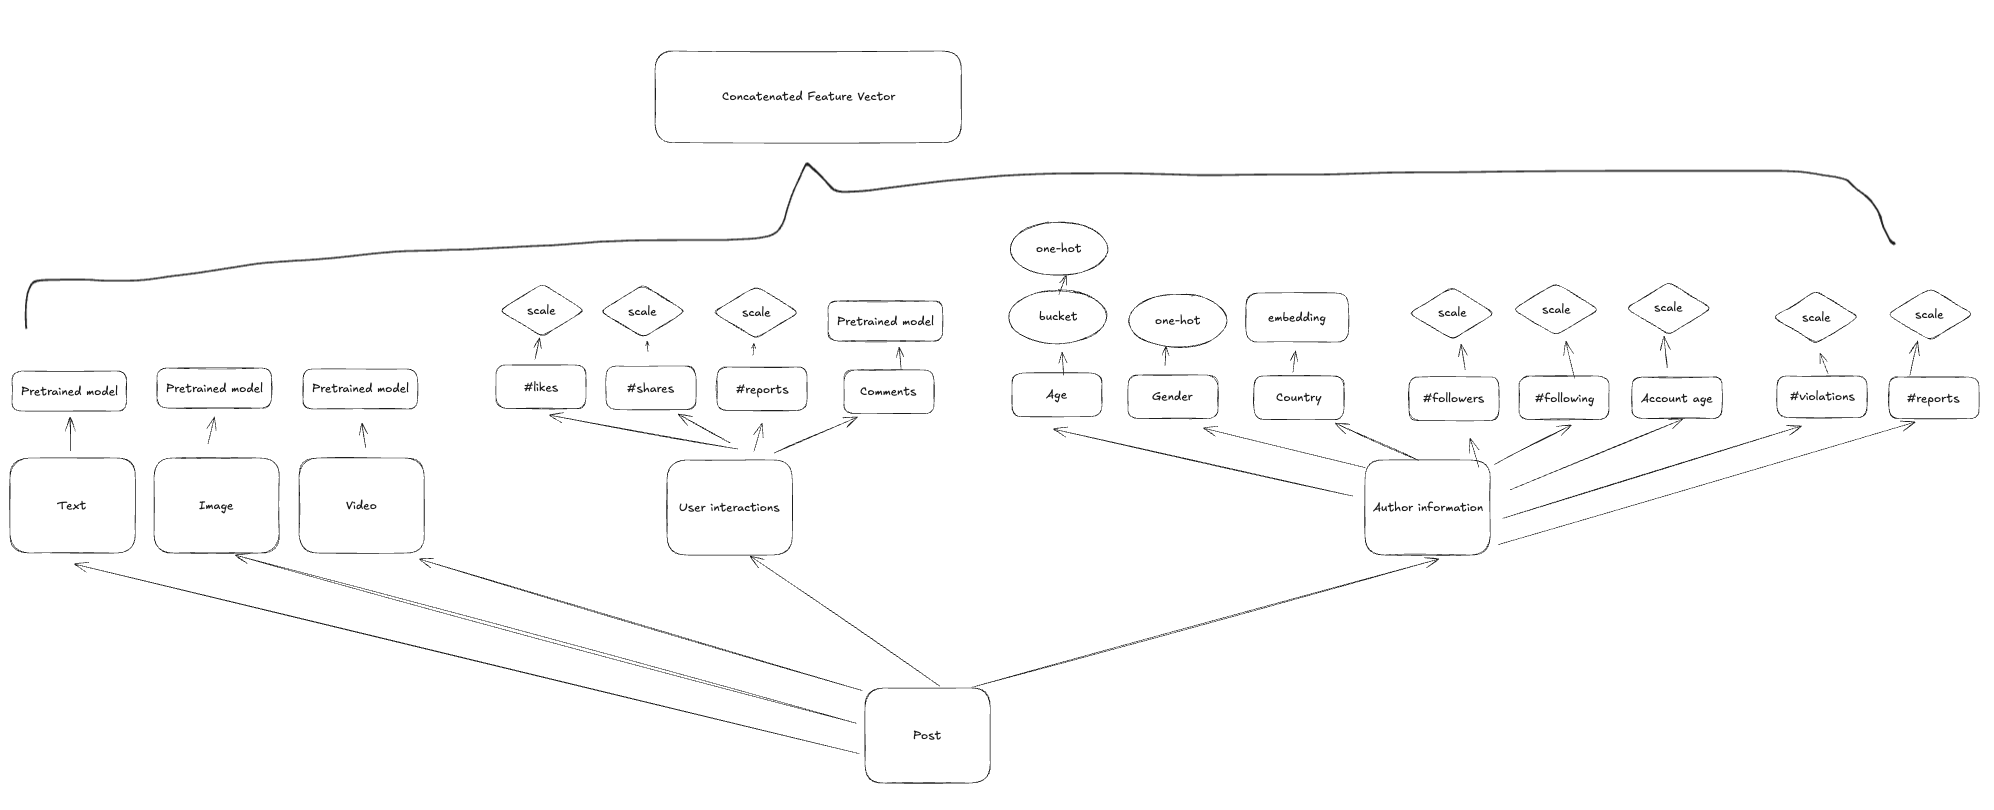 Concatenated Feature Vector
one-hot
scale
scale
scale
Pretrained model
bucket
one-hot
embedding
scale
scale
scale
scale
scale
Pretrained model
Pretrained model
Pretrained model
#likes
#shares
#reports
Comments
Age
Gender
Country
#followers
#following
Account age
#violations
#reports
Text
Image
Video
User interactions
Author information
Post